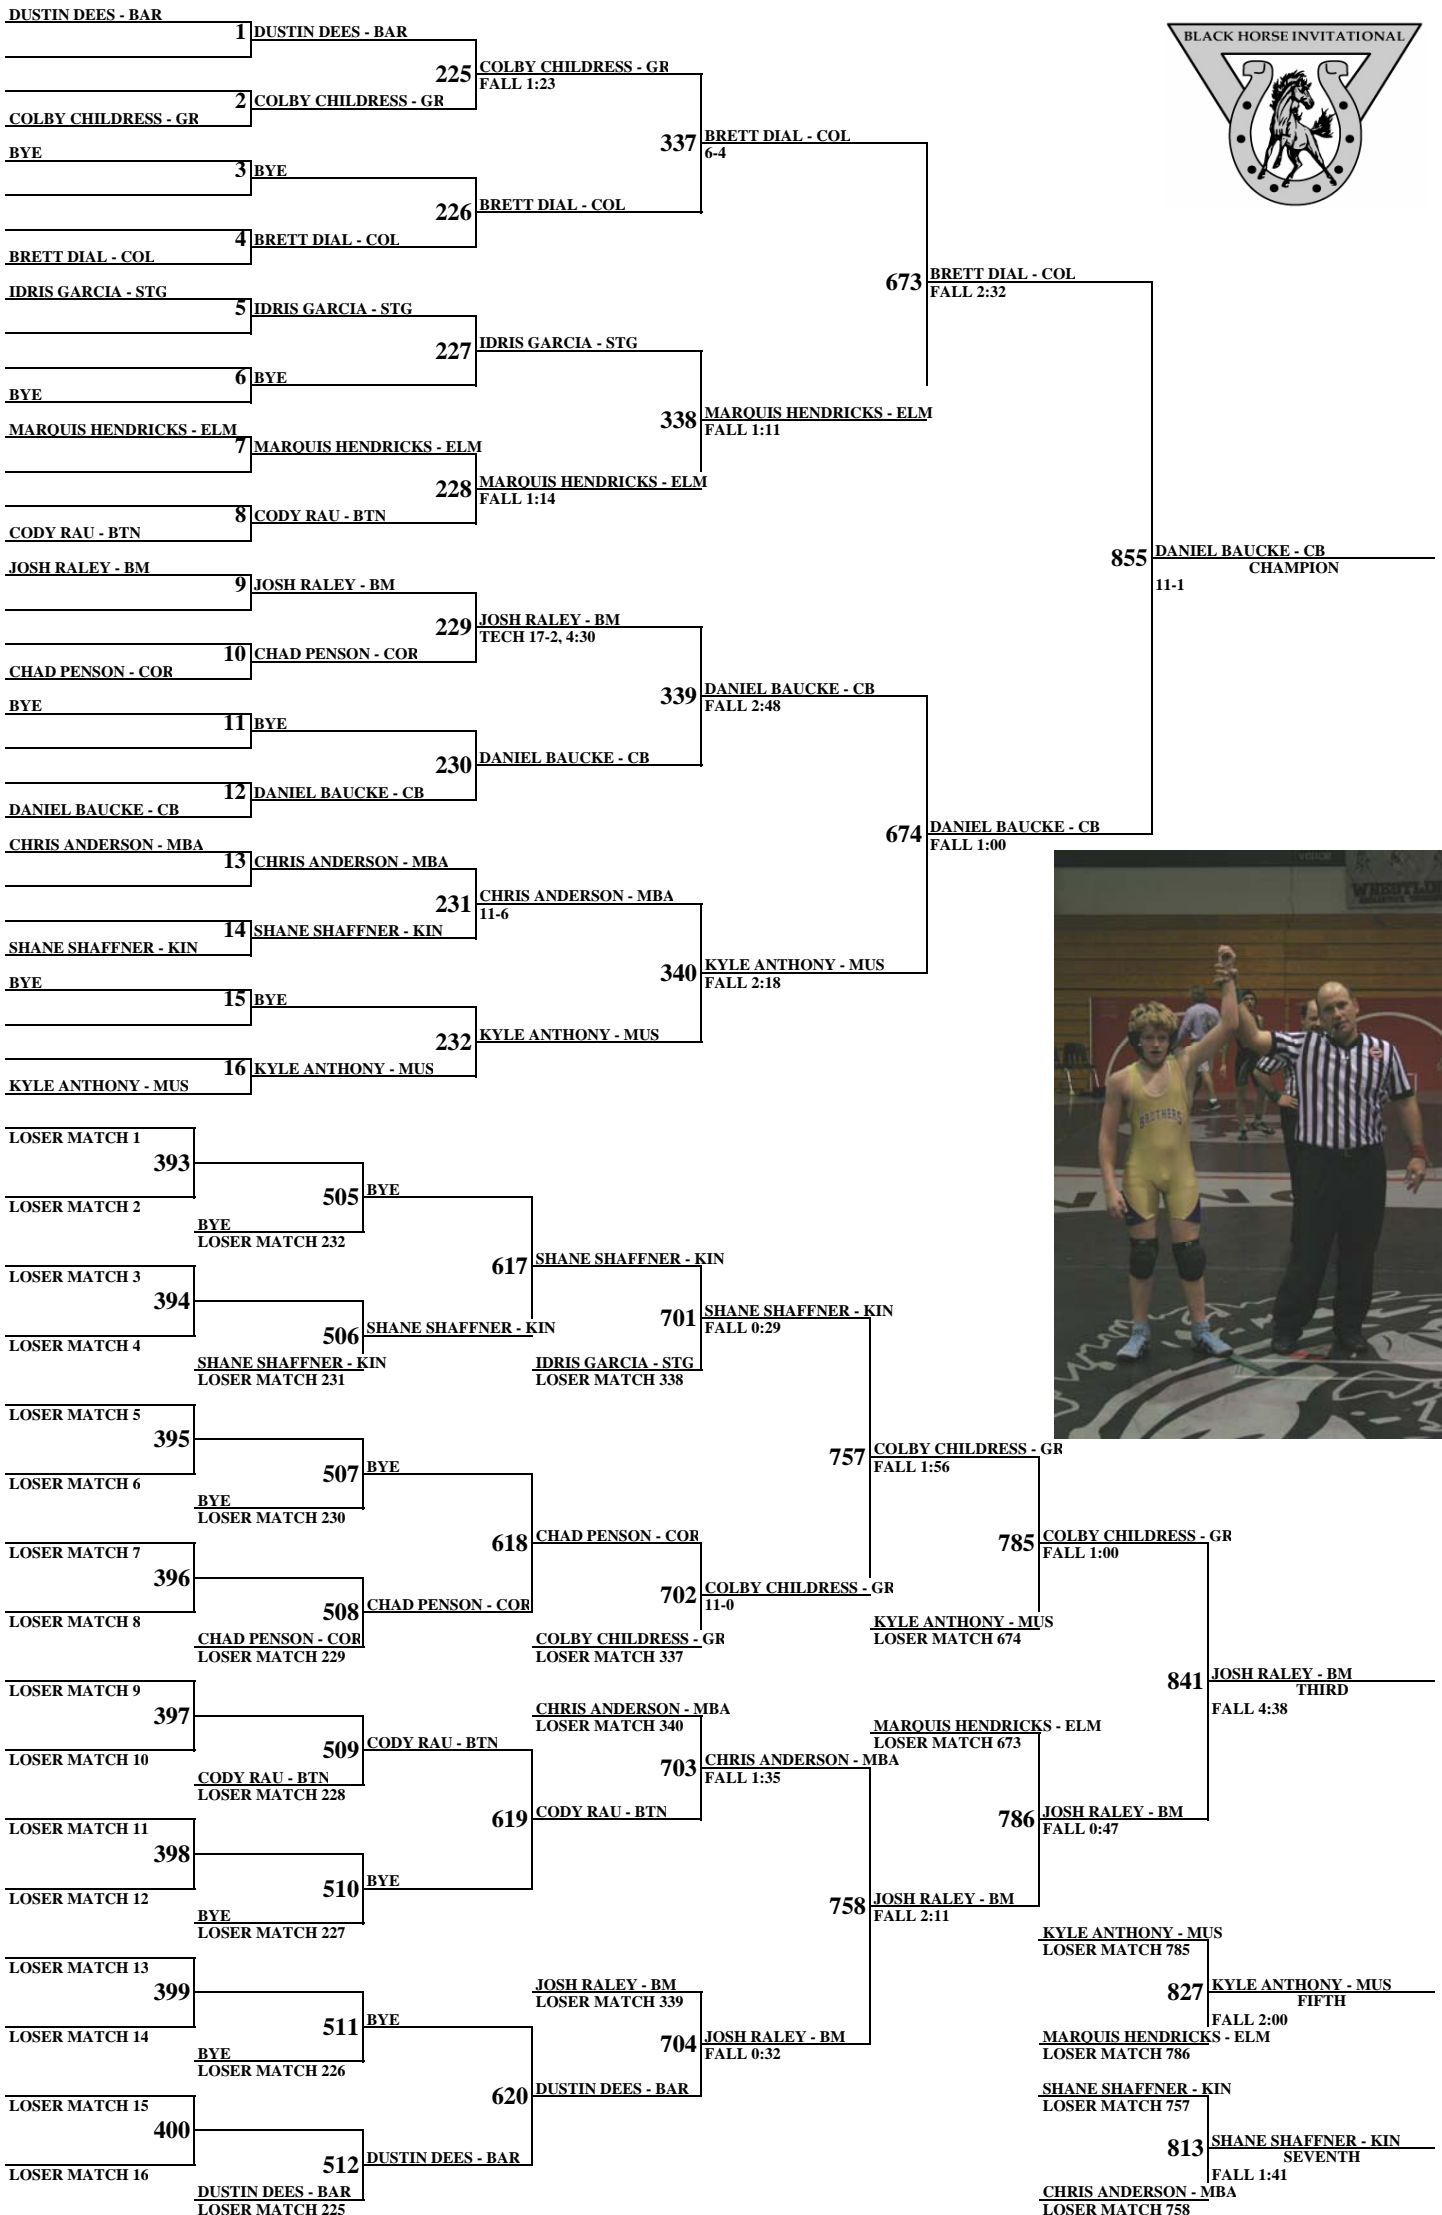 DUSTIN DEES - BAR
1 DUSTIN DEES - BAR
BLACK HORSE INVITATIONAL
225 COLBY CHILDRESS - GR
FALL 1:23
2 COLBY CHILDRESS - GR
COLBY CHILDRESS - GR
337 BRETT DIAL - COL
6-4
BYE
3 BYE
226 BRETT DIAL - COL
4 BRETT DIAL - COL
BRETT DIAL - COL
673 BRETT DIAL - COL
FALL 2:32
IDRIS GARCIA - STG
5 IDRIS GARCIA - STG
227 IDRIS GARCIA - STG
6 BYE
BYE
338 MARQUIS HENDRICKS - ELM
FALL 1:11
MARQUIS HENDRICKS - ELM
7 MARQUIS HENDRICKS - ELM
228 MARQUIS HENDRICKS - ELM
FALL 1:14
8 CODY RAU - BTN
CODY RAU - BTN
855 DANIEL BAUCKE - CB
CHAMPION
11-1
JOSH RALEY - BM
9 JOSH RALEY - BM
229 JOSH RALEY - BM
TECH 17-2, 4:30
10 CHAD PENSON - COR
CHAD PENSON - COR
339 DANIEL BAUCKE - CB
FALL 2:48
BYE
11 BYE
230 DANIEL BAUCKE - CB
12 DANIEL BAUCKE - CB
DANIEL BAUCKE - CB
674 DANIEL BAUCKE - CB
FALL 1:00
CHRIS ANDERSON - MBA
13 CHRIS ANDERSON - MBA
231 CHRIS ANDERSON - MBA
11-6
14 SHANE SHAFFNER - KIN
SHANE SHAFFNER - KIN
340 KYLE ANTHONY - MUS
FALL 2:18
BYE
15 BYE
232 KYLE ANTHONY - MUS
16 KYLE ANTHONY - MUS
KYLE ANTHONY - MUS
BROTHERS
LOSER MATCH 1
393
LOSER MATCH 2
505 BYE
BYE
LOSER MATCH 232
617 SHANE SHAFFNER - KIN
LOSER MATCH 3
394
LOSER MATCH 4
506 SHANE SHAFFNER - KIN
SHANE SHAFFNER - KIN
LOSER MATCH 231
701 SHANE SHAFFNER - KIN
FALL 0:29
IDRIS GARCIA - STG
LOSER MATCH 338
LOSER MATCH 5
395
LOSER MATCH 6
507 BYE
BYE
LOSER MATCH 230
757 COLBY CHILDRESS - GR
FALL 1:56
618 CHAD PENSON - COR
LOSER MATCH 7
396
LOSER MATCH 8
508 CHAD PENSON - COR
CHAD PENSON - COR
LOSER MATCH 229
702 COLBY CHILDRESS - GR
11-0
COLBY CHILDRESS - GR
LOSER MATCH 337
785 COLBY CHILDRESS - GR
FALL 1:00
KYLE ANTHONY - MUS
LOSER MATCH 674
841 JOSH RALEY - BM
THIRD
FALL 4:38
LOSER MATCH 9
397
LOSER MATCH 10
509 CODY RAU - BTN
CODY RAU - BTN
LOSER MATCH 228
CHRIS ANDERSON - MBA
LOSER MATCH 340
703 CHRIS ANDERSON - MBA
FALL 1:35
MARQUIS HENDRICKS - ELM
LOSER MATCH 673
619 CODY RAU - BTN
786 JOSH RALEY - BM
FALL 0:47
LOSER MATCH 11
398
LOSER MATCH 12
510 BYE
BYE
LOSER MATCH 227
758 JOSH RALEY - BM
FALL 2:11
KYLE ANTHONY - MUS
LOSER MATCH 785
827 KYLE ANTHONY - MUS
FIFTH
FALL 2:00
MARQUIS HENDRICKS - ELM
LOSER MATCH 786
LOSER MATCH 13
399
LOSER MATCH 14
511 BYE
BYE
LOSER MATCH 226
JOSH RALEY - BM
LOSER MATCH 339
704 JOSH RALEY - BM
FALL 0:32
620 DUSTIN DEES - BAR
LOSER MATCH 15
400
LOSER MATCH 16
512 DUSTIN DEES - BAR
DUSTIN DEES - BAR
LOSER MATCH 225
SHANE SHAFFNER - KIN
LOSER MATCH 757
813 SHANE SHAFFNER - KIN
SEVENTH
FALL 1:41
CHRIS ANDERSON - MBA
LOSER MATCH 758